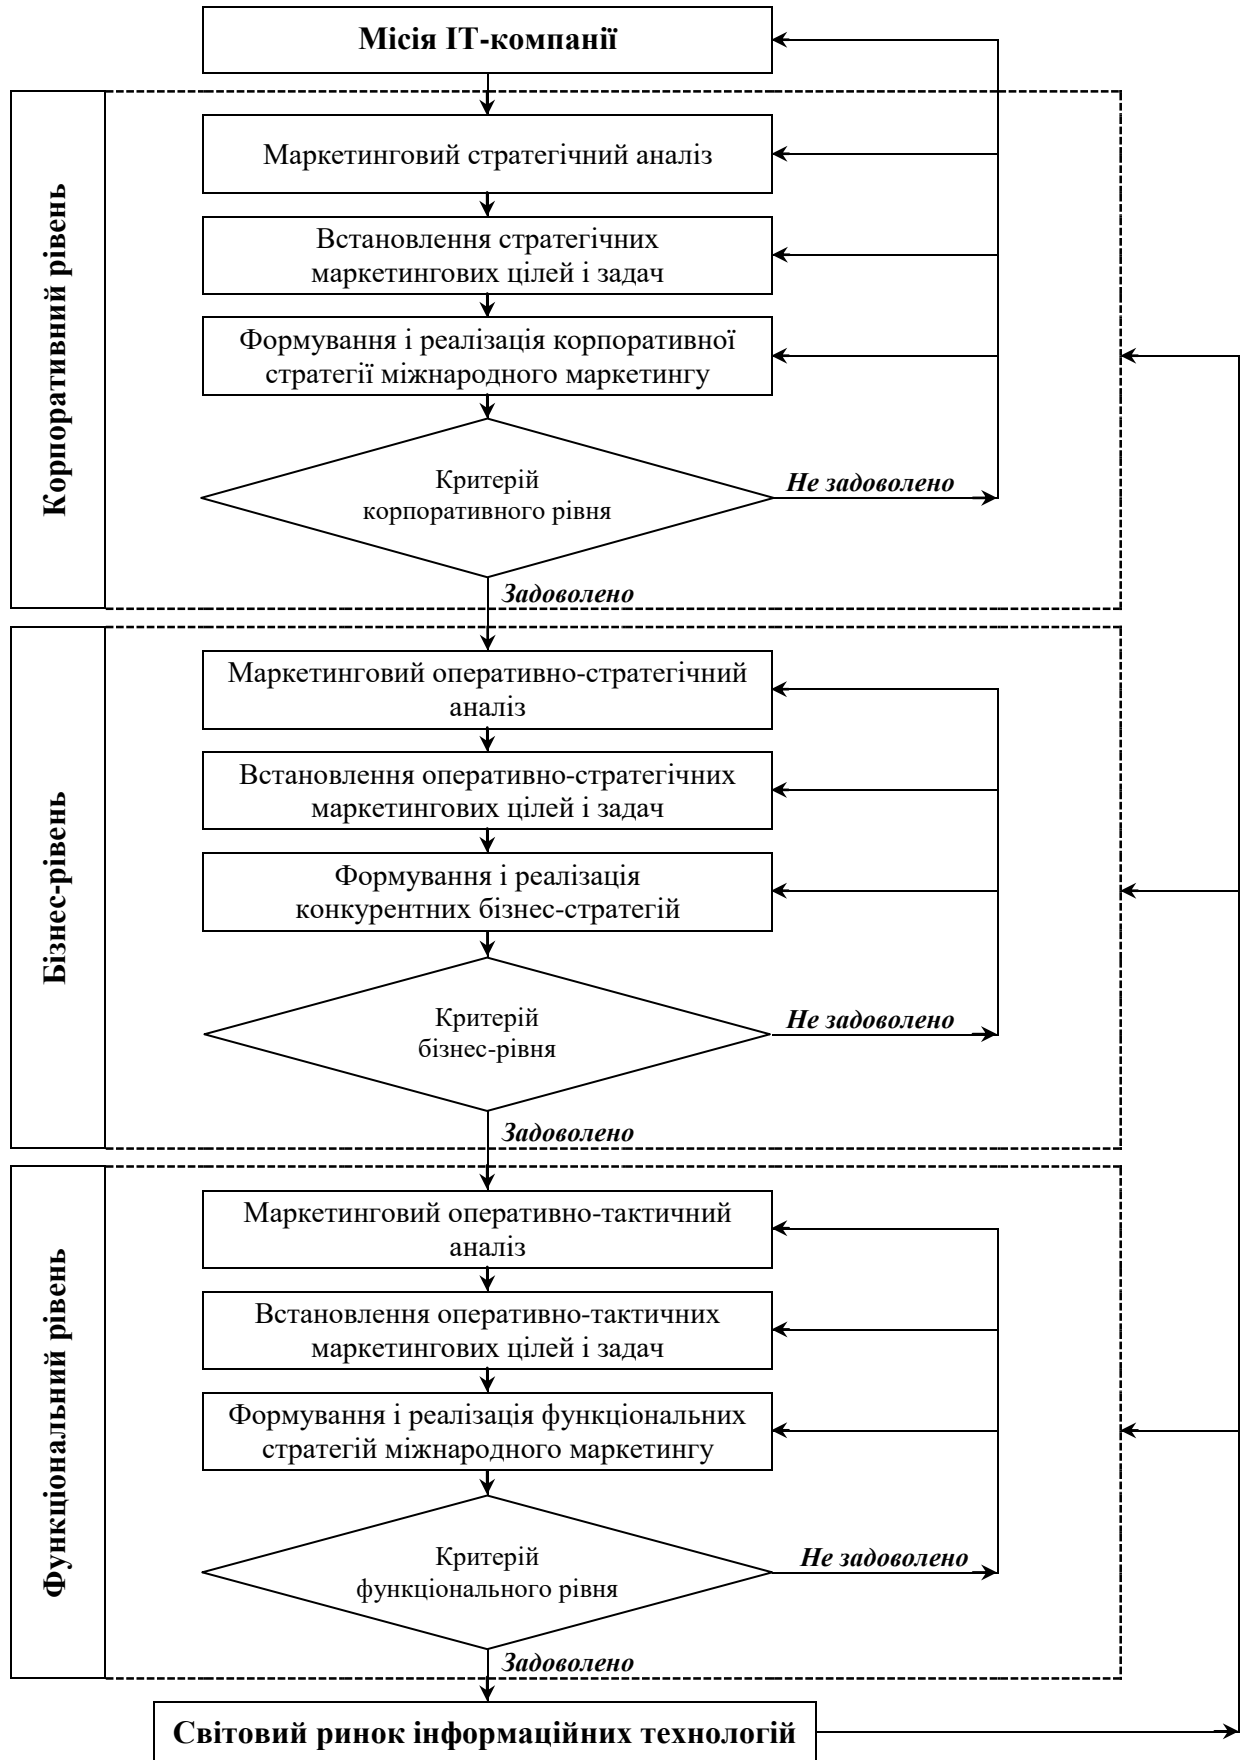 Місія ІТ-компанії
Корпоративний рівень
Маркетинговий стратегічний аналіз
Встановлення стратегічних
маркетингових цілей і задач
Формування і реалізація корпоративної
стратегії міжнародного маркетингу
Критерій
корпоративного рівня
Не задоволено
Задоволено
Бізнес-рівень
Маркетинговий оперативно-стратегічний
аналіз
Встановлення оперативно-стратегічних
маркетингових цілей і задач
Формування і реалізація
конкурентних бізнес-стратегій
Критерій
бізнес-рівня
Не задоволено
Задоволено
Функціональний рівень
Маркетинговий оперативно-тактичний
аналіз
Встановлення оперативно-тактичних
маркетингових цілей і задач
Формування і реалізація функціональних
стратегій міжнародного маркетингу
Критерій
функціонального рівня
Не задоволено
Задоволено
Світовий ринок інформаційних технологій